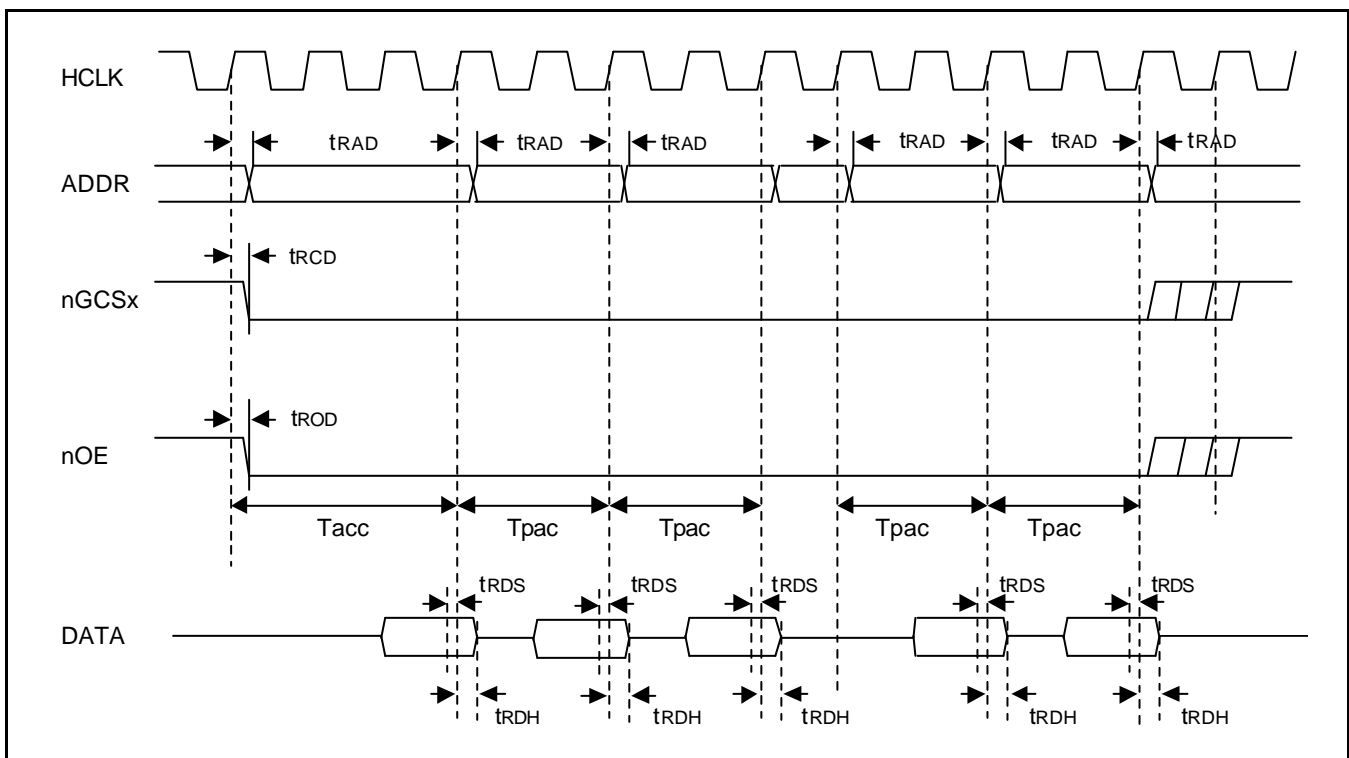 HCLK
tRAD tRAD tRAD tRAD tRAD tRAD
ADDR
tRCD
nGCSx
tROD
nOE
Tacc Tpac Tpac Tpac Tpac
tRDS tRDS tRDS tRDS tRDS
DATA
tRDH tRDH tRDH tRDH tRDH